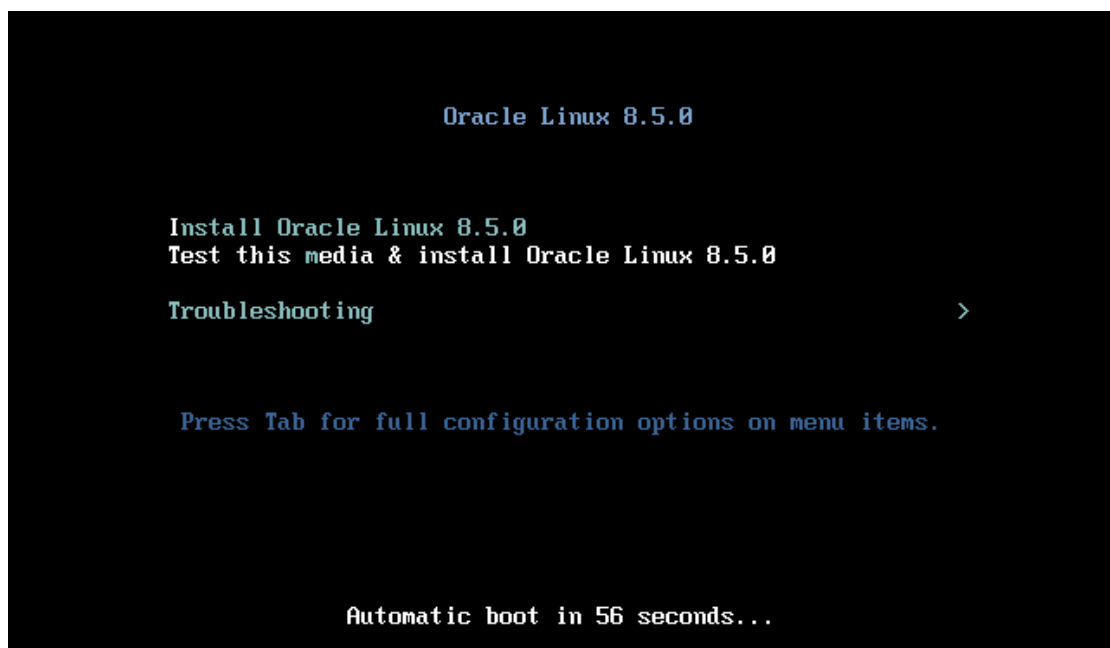 Oracle Linux 8.5.0
Install Oracle Linux 8.5.0
Test this media & install Oracle Linux 8.5.0
Troubleshooting >
Press Tab for full configuration options on menu items.
Automatic boot in 56 seconds...